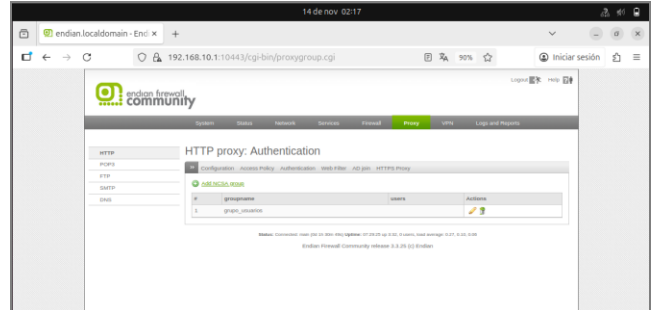 14 de nov 02:17
endian.localdomain - Endi
192.168.10.1:10443/cgi-bin/proxygroup.cgi
90%
Iniciar sesión
Logout Help
endian firewall
community
System Status Network Services Firewall Proxy VPN Logs and Reports
HTTP
POP3
FTP
SMTP
DNS
HTTP proxy: Authentication
Configuration Access Policy Authentication Web Filter AD join HTTPS Proxy
Add NCSA group
# groupname users Actions
1 grupo_usuarios
Endian Firewall Community release 3.3.25 (c) Endian